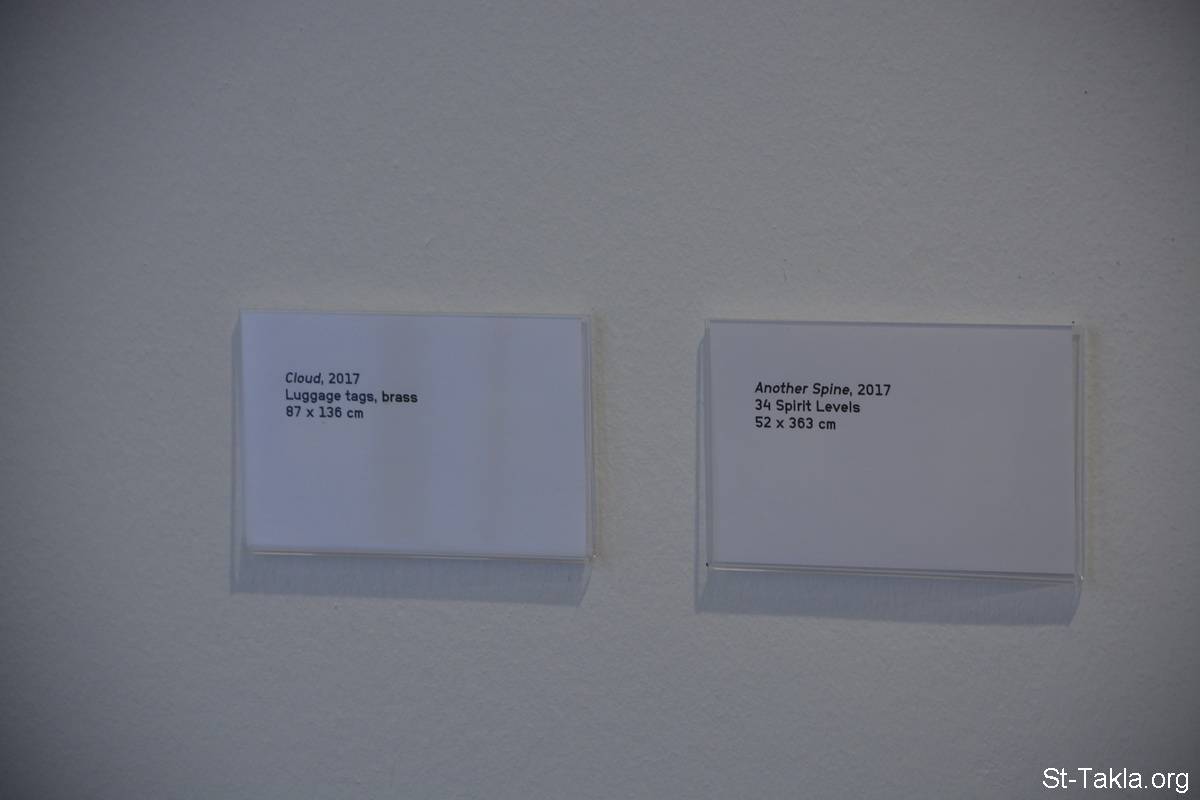 Cloud, 2017
Luggage tags, brass
87 x 136 cm
Another Spine, 2017
34 Spirit Levels
52 x 363 cm
St-Takla.org